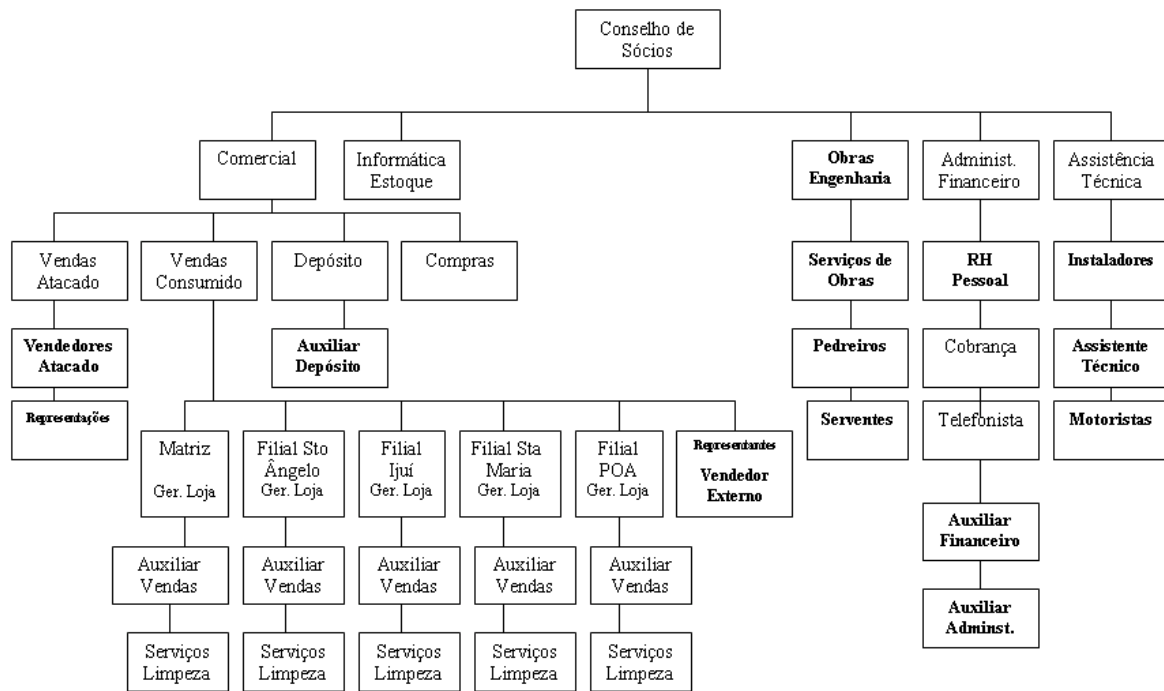 Conselho de
Sócios
Comercial
Informática
Estoque
Obras
Engenharia
Administ.
Financeiro
Assistência
Técnica
Vendas
Atacado
Vendas
Consumido
Depósito
Compras
Serviços de
Obras
RH
Pessoal
Instaladores
Vendedores
Atacado
Auxiliar
Depósito
Pedreiros
Cobrança
Assistente
Técnico
Representações
Serventes
Telefonista
Motoristas
Matriz
Ger. Loja
Filial Sto
Ângelo
Ger. Loja
Filial
Ijuí
Ger. Loja
Filial Sta
Maria
Ger. Loja
Filial
POA
Ger. Loja
Representantes
Vendedor
Externo
Auxiliar
Financeiro
Auxiliar
Vendas
Auxiliar
Vendas
Auxiliar
Vendas
Auxiliar
Vendas
Auxiliar
Vendas
Auxiliar
Adminst.
Serviços
Limpeza
Serviços
Limpeza
Serviços
Limpeza
Serviços
Limpeza
Serviços
Limpeza